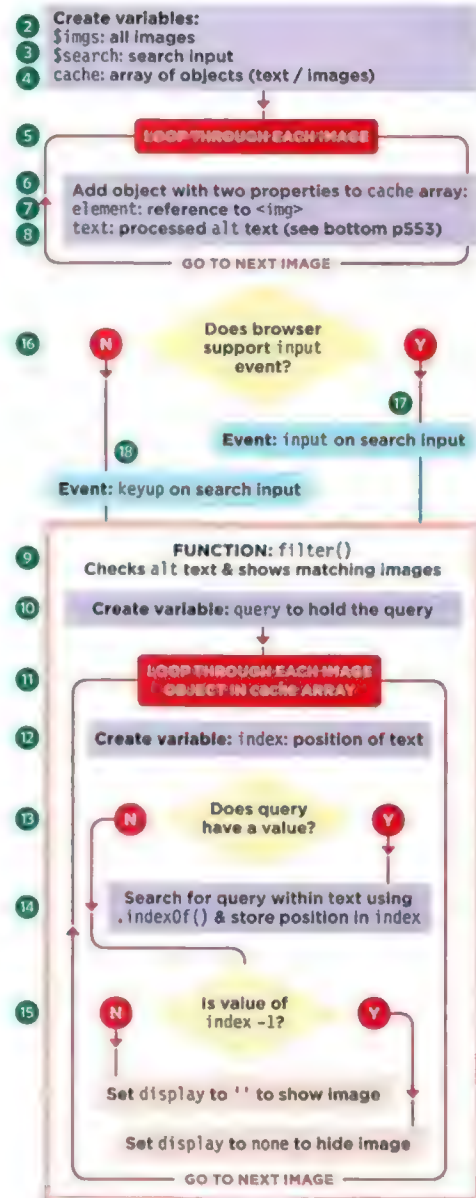 2 Create variables:
3 $imgs: all images
$search: search input
4 cache: array of objects (text / images)
5 LOOP THROUGH EACH IMAGE
6 Add object with two properties to cache array:
7 element: reference to <img>
8 text: processed alt text (see bottom p553)
GO TO NEXT IMAGE
16 N Does browser Y
support input
event?
17
Event: input on search input
18
Event: keyup on search input
9 FUNCTION: filter()
Checks alt text & shows matching images
10 Create variable: query to hold the query
11 LOOP THROUGH EACH IMAGE
OBJECT IN cache ARRAY
12 Create variable: index: position of text
13 N Does query Y
have a value?
14 Search for query within text using
.indexOf() & store position in index
15 N Is value of Y
index -1?
Set display to '' to show image
Set display to none to hide image
GO TO NEXT IMAGE